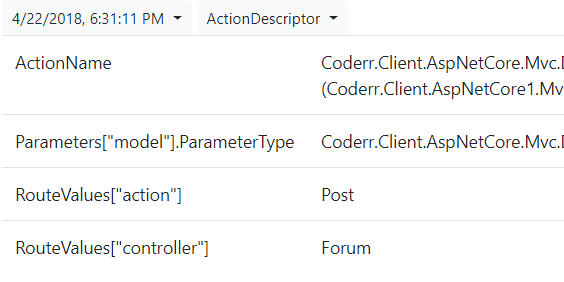 4/22/2018, 6:31:11 PM ActionDescriptor
ActionName Coderr.Client.AspNetCore.Mvc.
(Coderr.Client.AspNetCore1.Mv
Parameters["model"].ParameterType Coderr.Client.AspNetCore.Mvc.
RouteValues["action"] Post
RouteValues["controller"] Forum